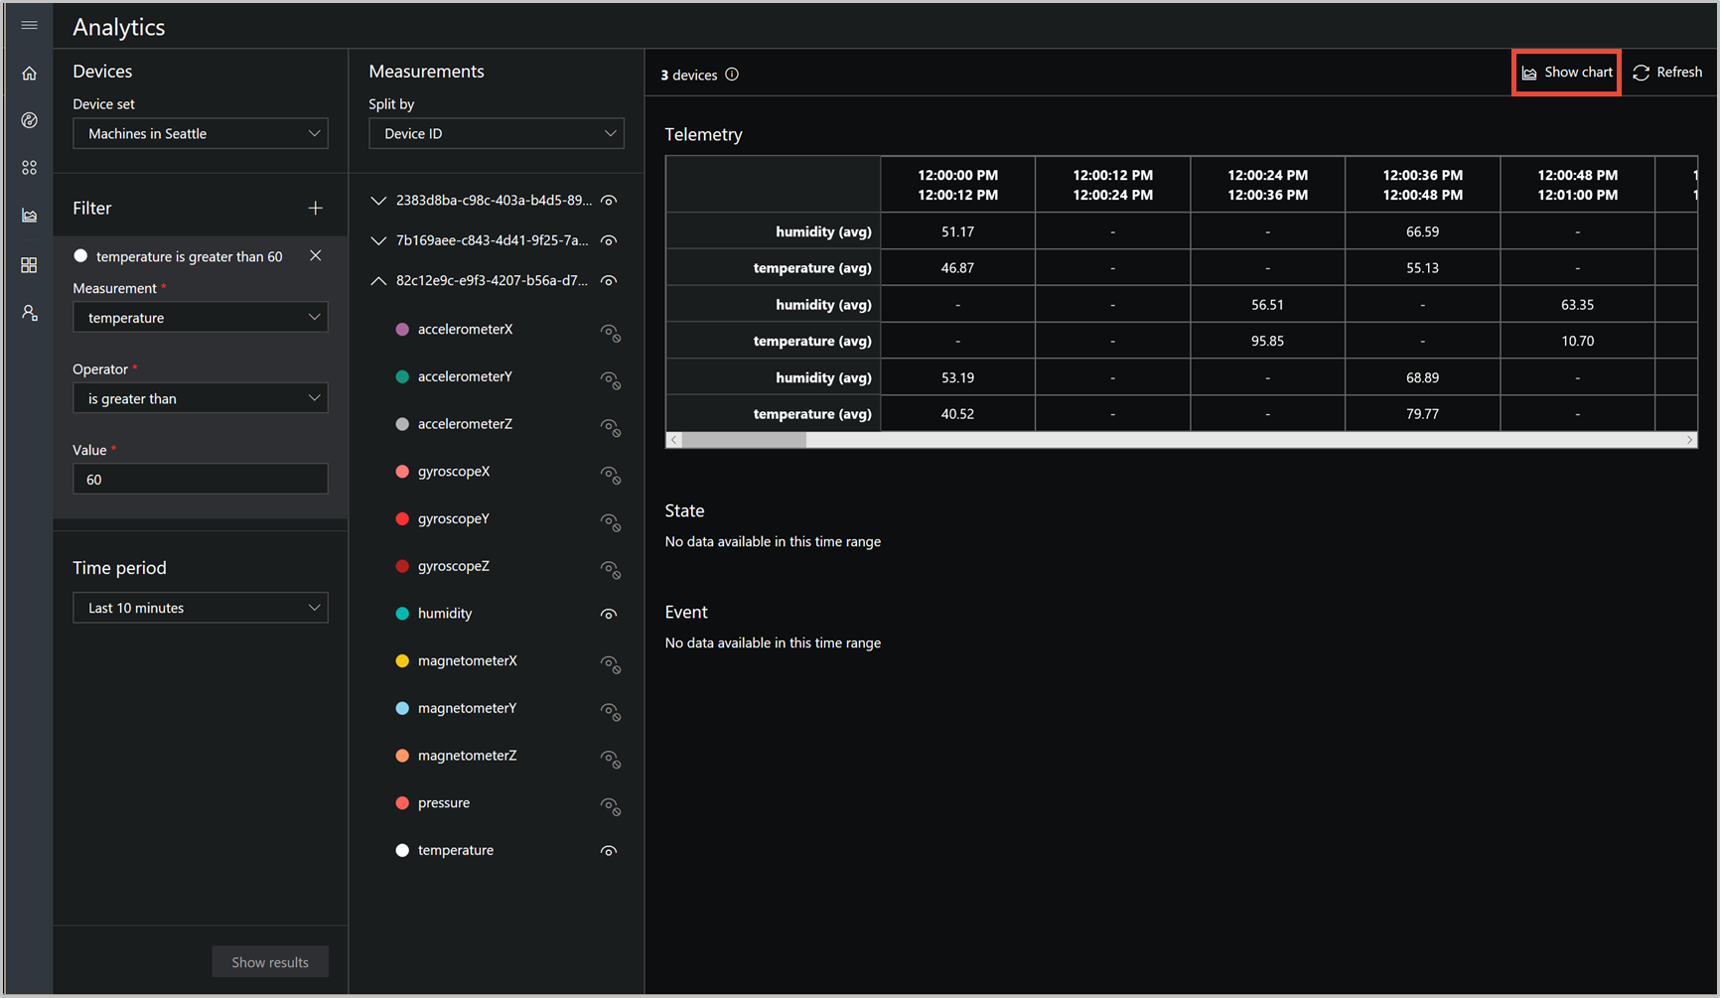 Analytics
Devices
Device set
Machines in Seattle
Filter
temperature is greater than 60
Measurement *
temperature
Operator *
is greater than
Value *
60
Time period
Last 10 minutes
Show results
Measurements
Split by
Device ID
2383d8ba-c98c-403a-b4d5-89...
7b169aee-c843-4d41-9f25-7a...
82c12e9c-e9f3-4207-b56a-d7...
accelerometerX
accelerometerY
accelerometerZ
gyroscopeX
gyroscopeY
gyroscopeZ
humidity
magnetometerX
magnetometerY
magnetometerZ
pressure
temperature
3 devices
Show chart
Refresh
Telemetry
12:00:00 PM 12:00:12 PM 12:00:24 PM 12:00:36 PM 12:00:48 PM
12:00:12 PM 12:00:24 PM 12:00:36 PM 12:00:48 PM 12:01:00 PM
humidity (avg) 51.17 - - 66.59 -
temperature (avg) 46.87 - - 55.13 -
humidity (avg) - - 56.51 - 63.35
temperature (avg) - - 95.85 - 10.70
humidity (avg) 53.19 - - 68.89 -
temperature (avg) 40.52 - - 79.77 -
State
No data available in this time range
Event
No data available in this time range